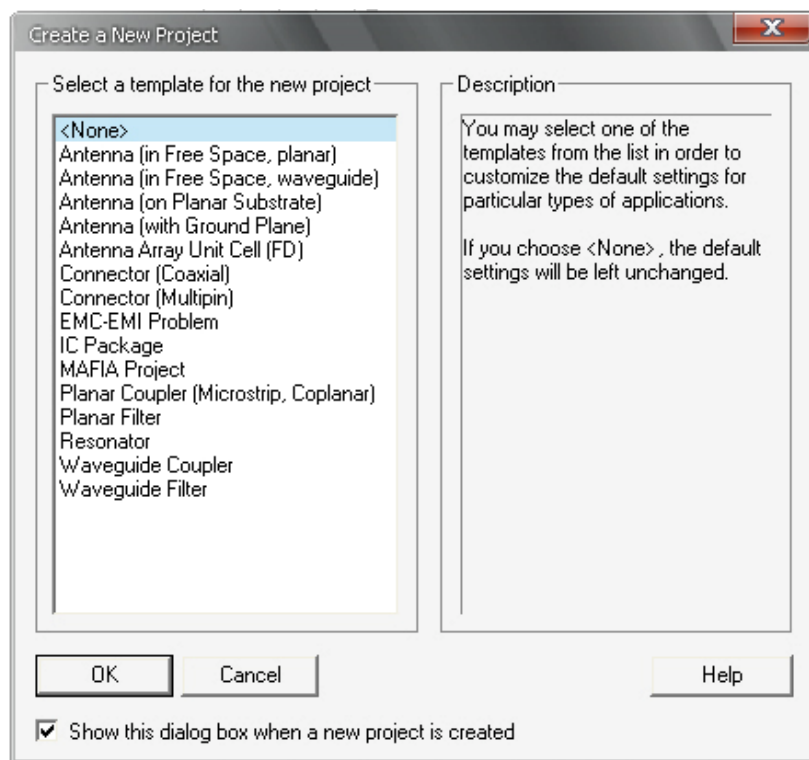 Create a New Project
Select a template for the new project
<None>
Antenna (in Free Space, planar)
Antenna (in Free Space, waveguide)
Antenna (on Planar Substrate)
Antenna (with Ground Plane)
Antenna Array Unit Cell (FD)
Connector (Coaxial)
Connector (Multipin)
EMC-EMI Problem
IC Package
MAFIA Project
Planar Coupler (Microstrip, Coplanar)
Planar Filter
Resonator
Waveguide Coupler
Waveguide Filter
Description
You may select one of the
templates from the list in order to
customize the default settings for
particular types of applications.
If you choose <None>, the default
settings will be left unchanged.
OK
Cancel
Help
Show this dialog box when a new project is created